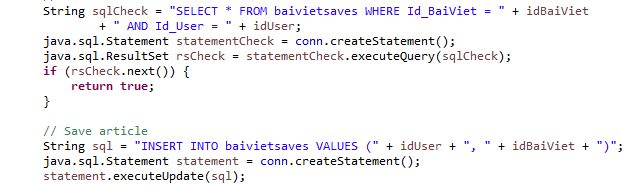 String sqlCheck = "SELECT * FROM baivietsaves WHERE Id_BaiViet = " + idBaiViet
+ " AND Id_User = " + idUser;
java.sql.Statement statementCheck = conn.createStatement();
java.sql.ResultSet rsCheck = statementCheck.executeQuery(sqlCheck);
if (rsCheck.next()) {
return true;
}
// Save article
String sql = "INSERT INTO baivietsaves VALUES (" + idUser + ", " + idBaiViet + ")";
java.sql.Statement statement = conn.createStatement();
statement.executeUpdate(sql);